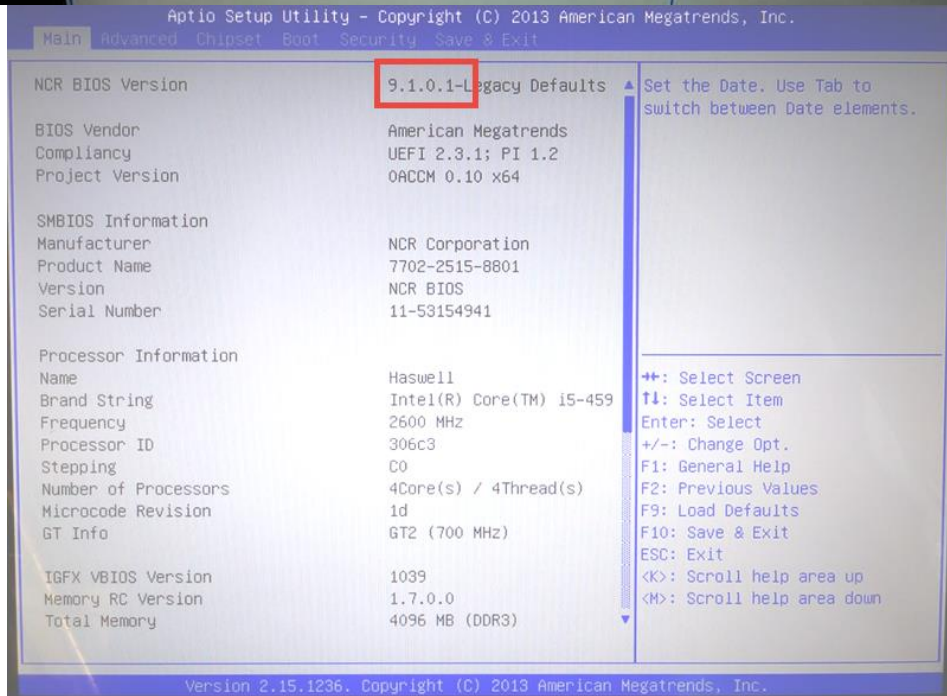 Aptio Setup Utility – Copyright (C) 2013 American Megatrends, Inc.
Main Advanced Chipset Boot Security Save & Exit
NCR BIOS Version 9.1.0.1-Legacy Defaults
BIOS Vendor American Megatrends
Compliancy UEFI 2.3.1; PI 1.2
Project Version 0ACCM 0.10 x64
SMBIOS Information
Manufacturer NCR Corporation
Product Name 7702-2515-8801
Version NCR BIOS
Serial Number 11-53154941
Processor Information
Name Haswell
Brand String Intel(R) Core(TM) i5-459
Frequency 2600 MHz
Processor ID 306c3
Stepping C0
Number of Processors 4Core(s) / 4Thread(s)
Microcode Revision 1d
GT Info GT2 (700 MHz)
IGFX VBIOS Version 1039
Memory RC Version 1.7.0.0
Total Memory 4096 MB (DDR3)
Set the Date. Use Tab to
switch between Date elements.
→←: Select Screen
↑↓: Select Item
Enter: Select
+/-: Change Opt.
F1: General Help
F2: Previous Values
F9: Load Defaults
F10: Save & Exit
ESC: Exit
<K>: Scroll help area up
<M>: Scroll help area down
Version 2.15.1236. Copyright (C) 2013 American Megatrends, Inc.